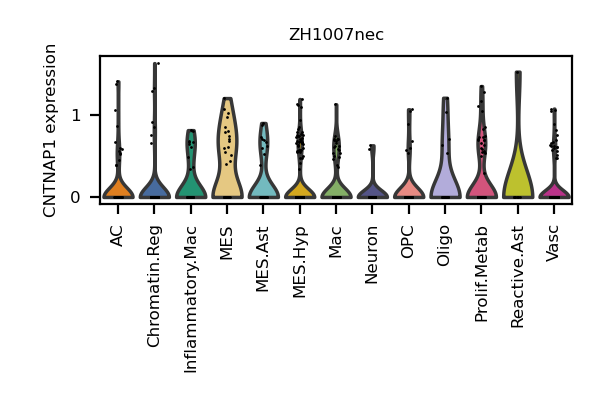 ZH1007nec
CNTNAP1 expression
1
0
AC
Chromatin.Reg
Inflammatory.Mac
MES
MES.Ast
MES.Hyp
Mac
Neuron
OPC
Oligo
Prolif.Metab
Reactive.Ast
Vasc